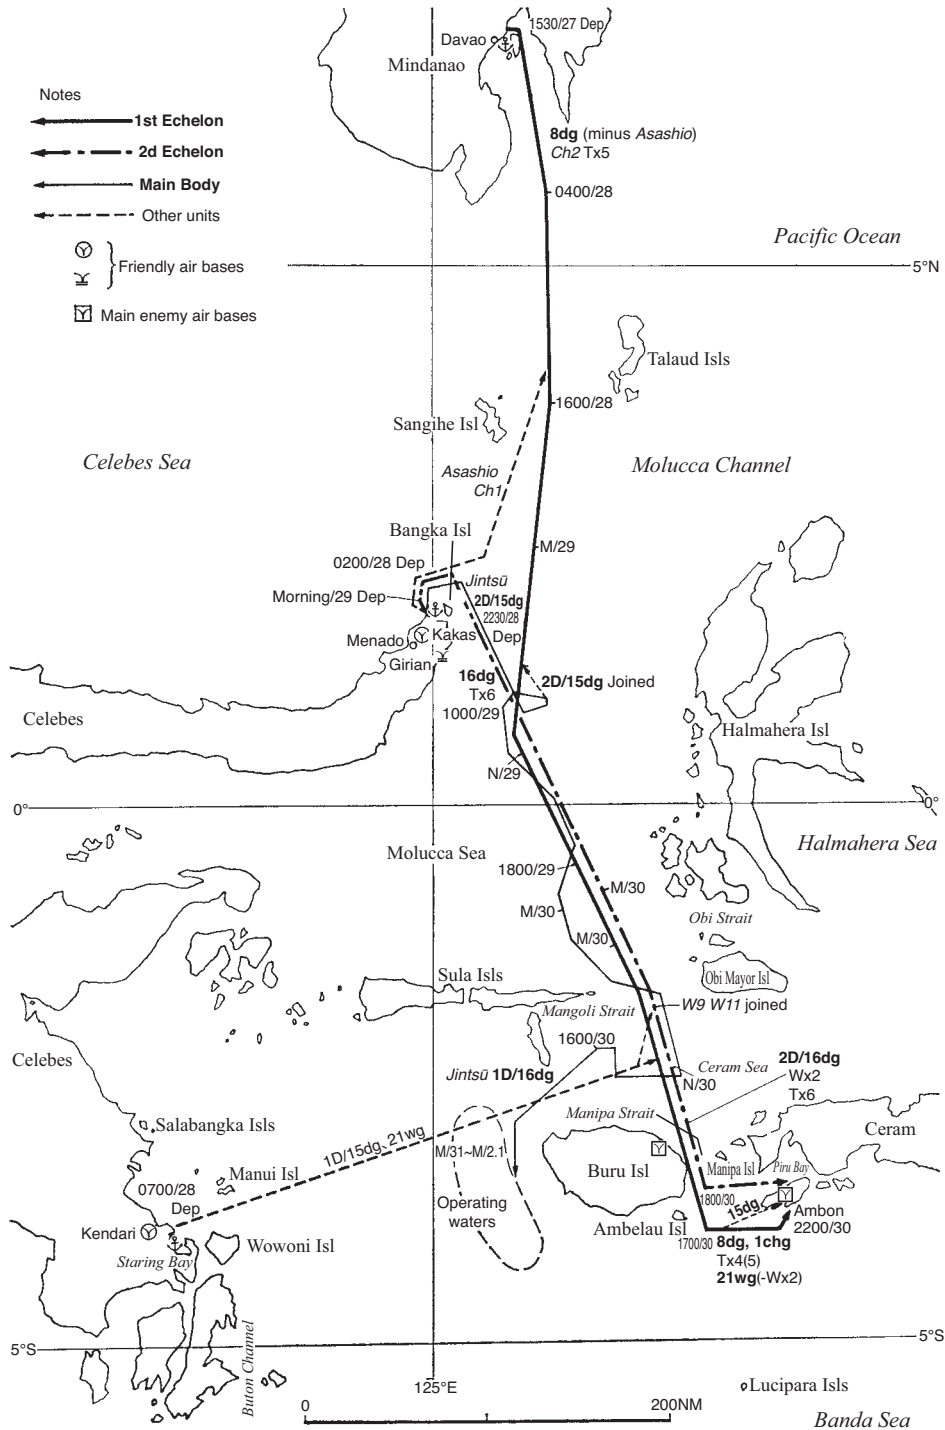 1530/27 Dep
Davao
Mindanao
Notes
1st Echelon
2d Echelon
Main Body
Other units
Friendly air bases
Main enemy air bases
8dg (minus Asashio)
Ch2 Tx5
0400/28
Pacific Ocean
5°N
Talaud Isls
1600/28
Sangihe Isl
Celebes Sea
Molucca Channel
Asashio
Ch1
Bangka Isl
M/29
0200/28 Dep
Jintsū
Morning/29 Dep
2D/15dg
2230/28
Dep
Menado
Kakas
Girian
16dg
Tx6
1000/29
2D/15dg Joined
Celebes
Halmahera Isl
N/29
0°
0°
Molucca Sea
Halmahera Sea
1800/29
M/30
M/30
Obi Strait
M/30
Sula Isls
Obi Mayor Isl
Mangoli Strait
W9 W11 joined
1600/30
Celebes
Jintsū 1D/16dg
Ceram Sea
2D/16dg
Wx2
Tx6
N/30
Manipa Strait
Salabangka Isls
Ceram
1D/15dg, 21wg
M/31~M/2.1
Manui Isl
Buru Isl
Manipa Isl
Piru Bay
0700/28
Dep
Operating
waters
1800/30
15dg
Ambon
2200/30
Kendari
Ambelau Isl
Wowoni Isl
Staring Bay
1700/30
8dg, 1chg
Tx4(5)
21wg(-Wx2)
5°S
5°S
Buton Channel
125°E
Lucipara Isls
0
200NM
Banda Sea